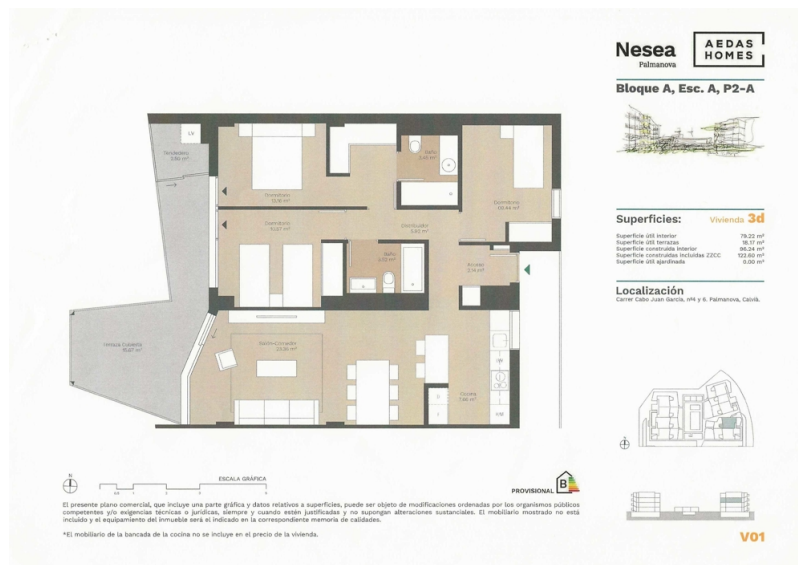 Nesea
Palmanova
AEDAS
HOMES
Bloque A, Esc. A, P2-A
Superficies:
Vivienda 3d
Superficie útil interior 79.22 m²
Superficie útil terrazas
Superficie construida interior 96.24 m²
Superficie construidas incluidas ZZCC 122.60 m²
Superficie útil ajardinada 0.00 m²
Localización
Carrer Cabo Juan García, nº4 y 6. Palmanova, Calvià.
Tendedero
LV
Dormitorio
Baño
Dormitorio
Dormitorio
Distribuidor
Baño
Acceso
Terraza Cubierta
Salón-Comedor
Cocina
N
ESCALA GRÁFICA
PROVISIONAL
B
El presente plano comercial, que incluye una parte gráfica y datos relativos a superficies, puede ser objeto de modificaciones ordenadas por los organismos públicos
competentes y/o exigencias técnicas o jurídicas, siempre y cuando estén justificadas y no supongan alteraciones sustanciales. El mobiliario mostrado no está
incluido y el equipamiento del inmueble será el indicado en la correspondiente memoria de calidades.
*El mobiliario de la bancada de la cocina no se incluye en el precio de la vivienda.
V01